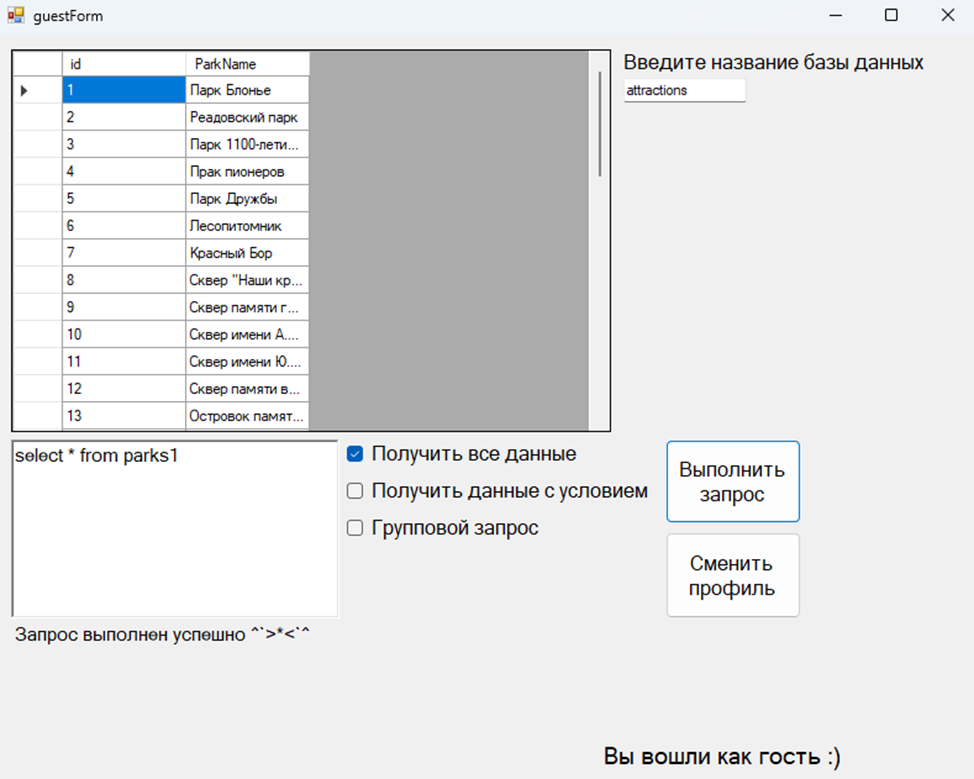 guestForm
id ParkName
1 Парк Блонье
2 Реадовский парк
3 Парк 1100-лети...
4 Прак пионеров
5 Парк Дружбы
6 Лесопитомник
7 Красный Бор
8 Сквер "Наши кр...
9 Сквер памяти г...
10 Сквер имени А....
11 Сквер имени Ю....
12 Сквер памяти в...
13 Островок памят...
Введите название базы данных
attractions
select * from parks1
Получить все данные
Получить данные с условием
Групповой запрос
Выполнить
запрос
Сменить
профиль
Запрос выполнен успешно ^`>*<`^
Вы вошли как гость :)